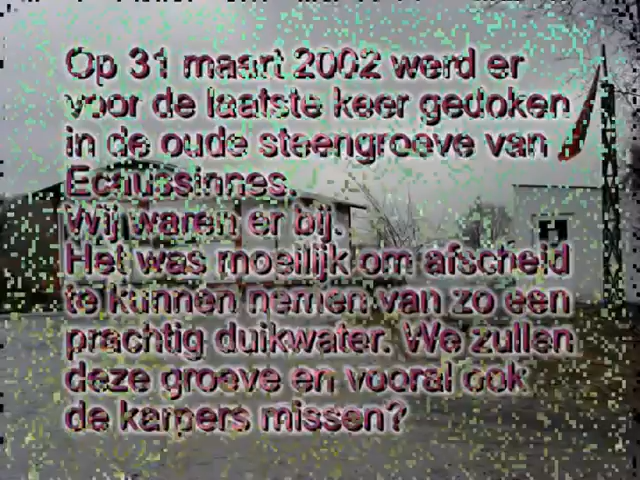 Op 31 maart 2002 werd er
voor de laatste keer gedoken
in de oude steengroeve van
Ecaussinnes.
Wij waren er bij.
Het was moeilijk om afscheid
te kunnen nemen van zo een
prachtig duikwater. We zullen
deze groeve en vooral ook
de karpers missen?